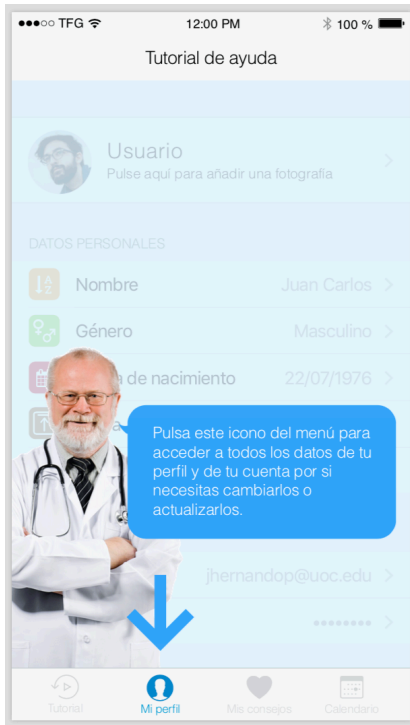 TFG
12:00 PM
100 %
Tutorial de ayuda
Usuario
Pulse aquí para añadir una fotografía
DATOS PERSONALES
Nombre
Juan Carlos
Género
Masculino
de nacimiento
22/07/1976
Pulsa este icono del menú para
acceder a todos los datos de tu
perfil y de tu cuenta por si
necesitas cambiarlos o
actualizarlos.
jhernandop@uoc.edu
••••••••
Tutorial
Mi perfil
Mis consejos
Calendario